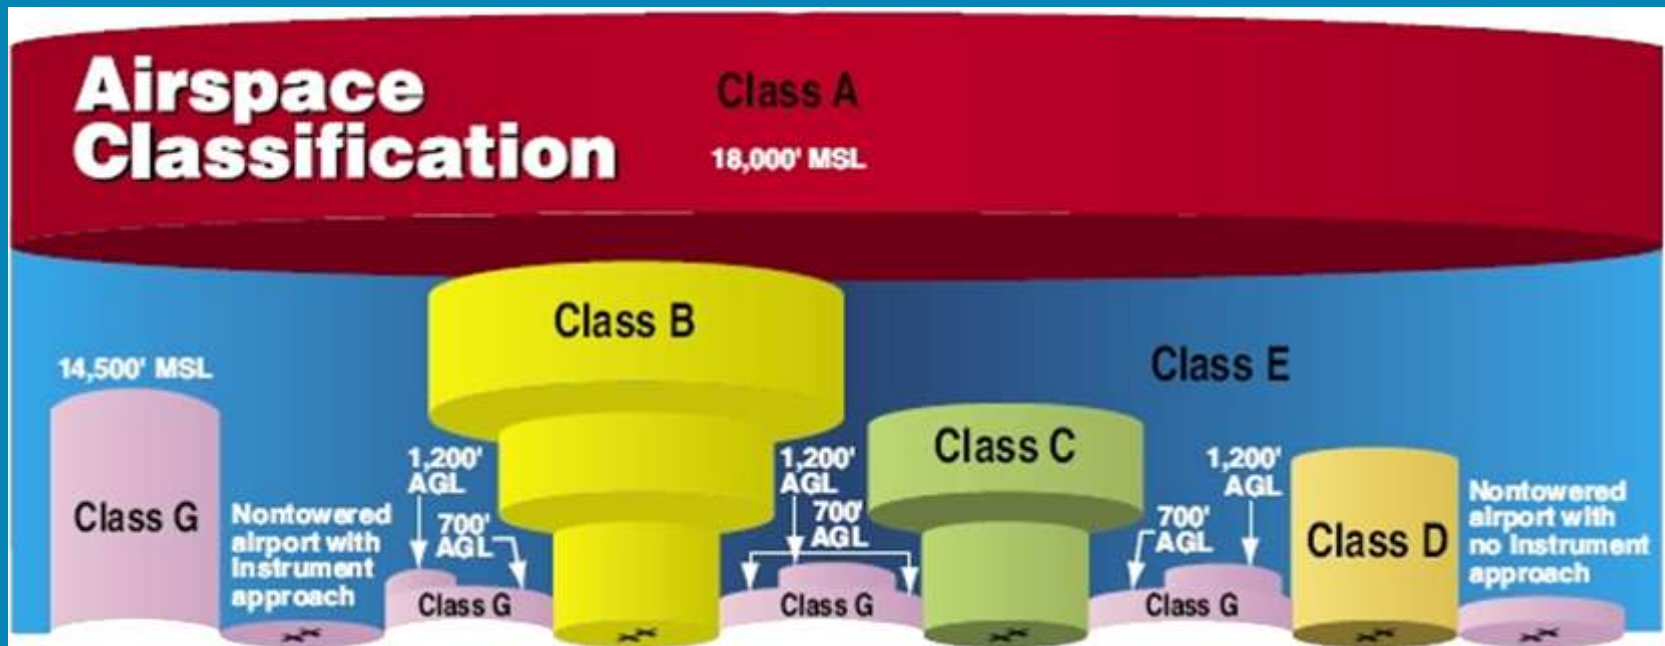 Airspace
Classification
Class A
18,000' MSL
Class B
14,500' MSL
Class E
Class C
1,200'
AGL
1,200'
AGL
1,200'
AGL
Class G
Nontowered
airport with
Instrument
approach
700'
AGL
700'
AGL
700'
AGL
Class D
Nontowered
airport with
no Instrument
approach
Class G
Class G
Class G